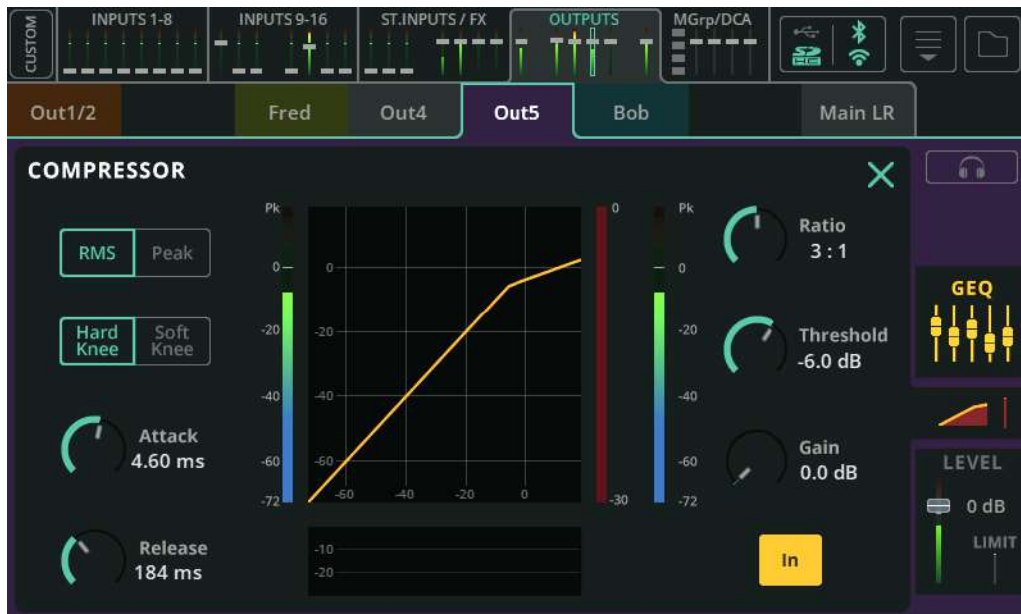 CUSTOM
INPUTS 1-8
INPUTS 9-16
ST.INPUTS / FX
OUTPUTS
MGrp/DCA
SD
HC
Out1/2
Fred
Out4
Out5
Bob
Main LR
COMPRESSOR
RMS
Peak
Hard Knee
Soft Knee
Attack
4.60 ms
Release
184 ms
Pk
0
-20
-40
-60
-72
0
-20
-40
-60
-60
-40
-20
0
-10
-20
0
-30
Pk
0
-20
-40
-60
-72
Ratio
3 : 1
Threshold
-6.0 dB
Gain
0.0 dB
In
GEQ
LEVEL
0 dB
LIMIT